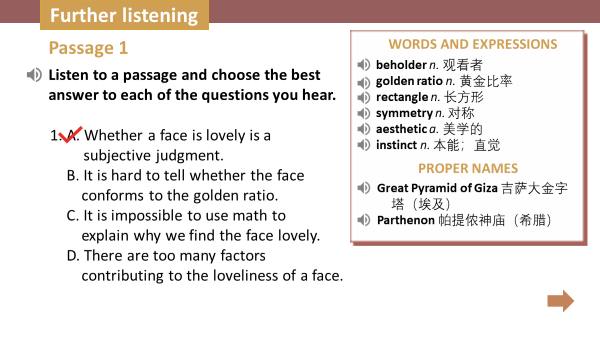 Further listening
Passage 1
Listen to a passage and choose the best
answer to each of the questions you hear.
1. A. Whether a face is lovely is a
subjective judgment.
B. It is hard to tell whether the face
conforms to the golden ratio.
C. It is impossible to use math to
explain why we find the face lovely.
D. There are too many factors
contributing to the loveliness of a face.
WORDS AND EXPRESSIONS
beholder n. 观看者
golden ratio n. 黄金比率
rectangle n. 长方形
symmetry n. 对称
aesthetic a. 美学的
instinct n. 本能；直觉
PROPER NAMES
Great Pyramid of Giza 吉萨大金字
塔（埃及）
Parthenon 帕提侬神庙（希腊）